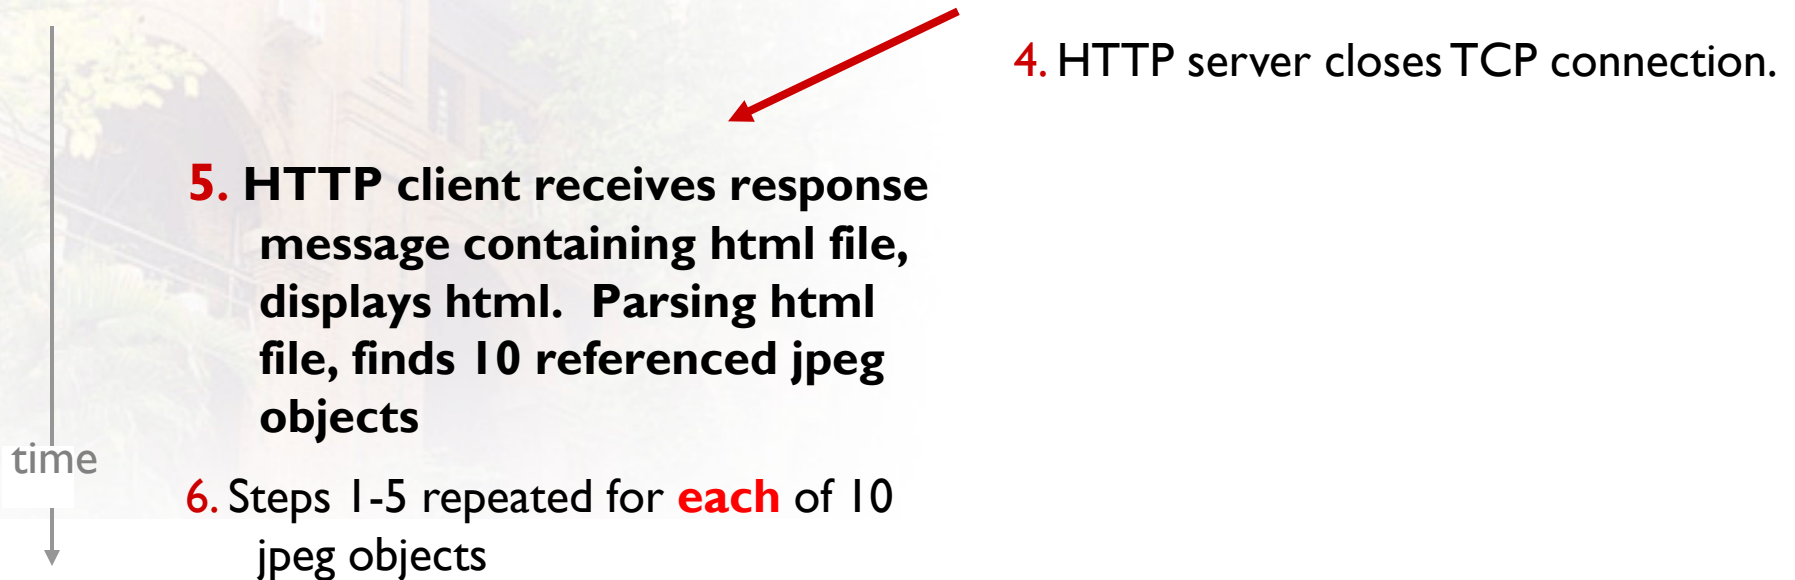 4. HTTP server closes TCP connection.
5. HTTP client receives response
message containing html file,
displays html.  Parsing html
file, finds 10 referenced jpeg
objects
time
6. Steps 1-5 repeated for each of 10
jpeg objects